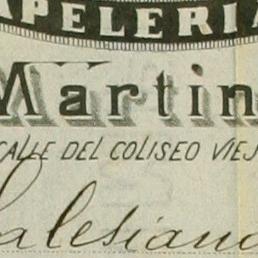 APELERIA
Martin
CALLE DEL COLISEO VIEJ
alesiano